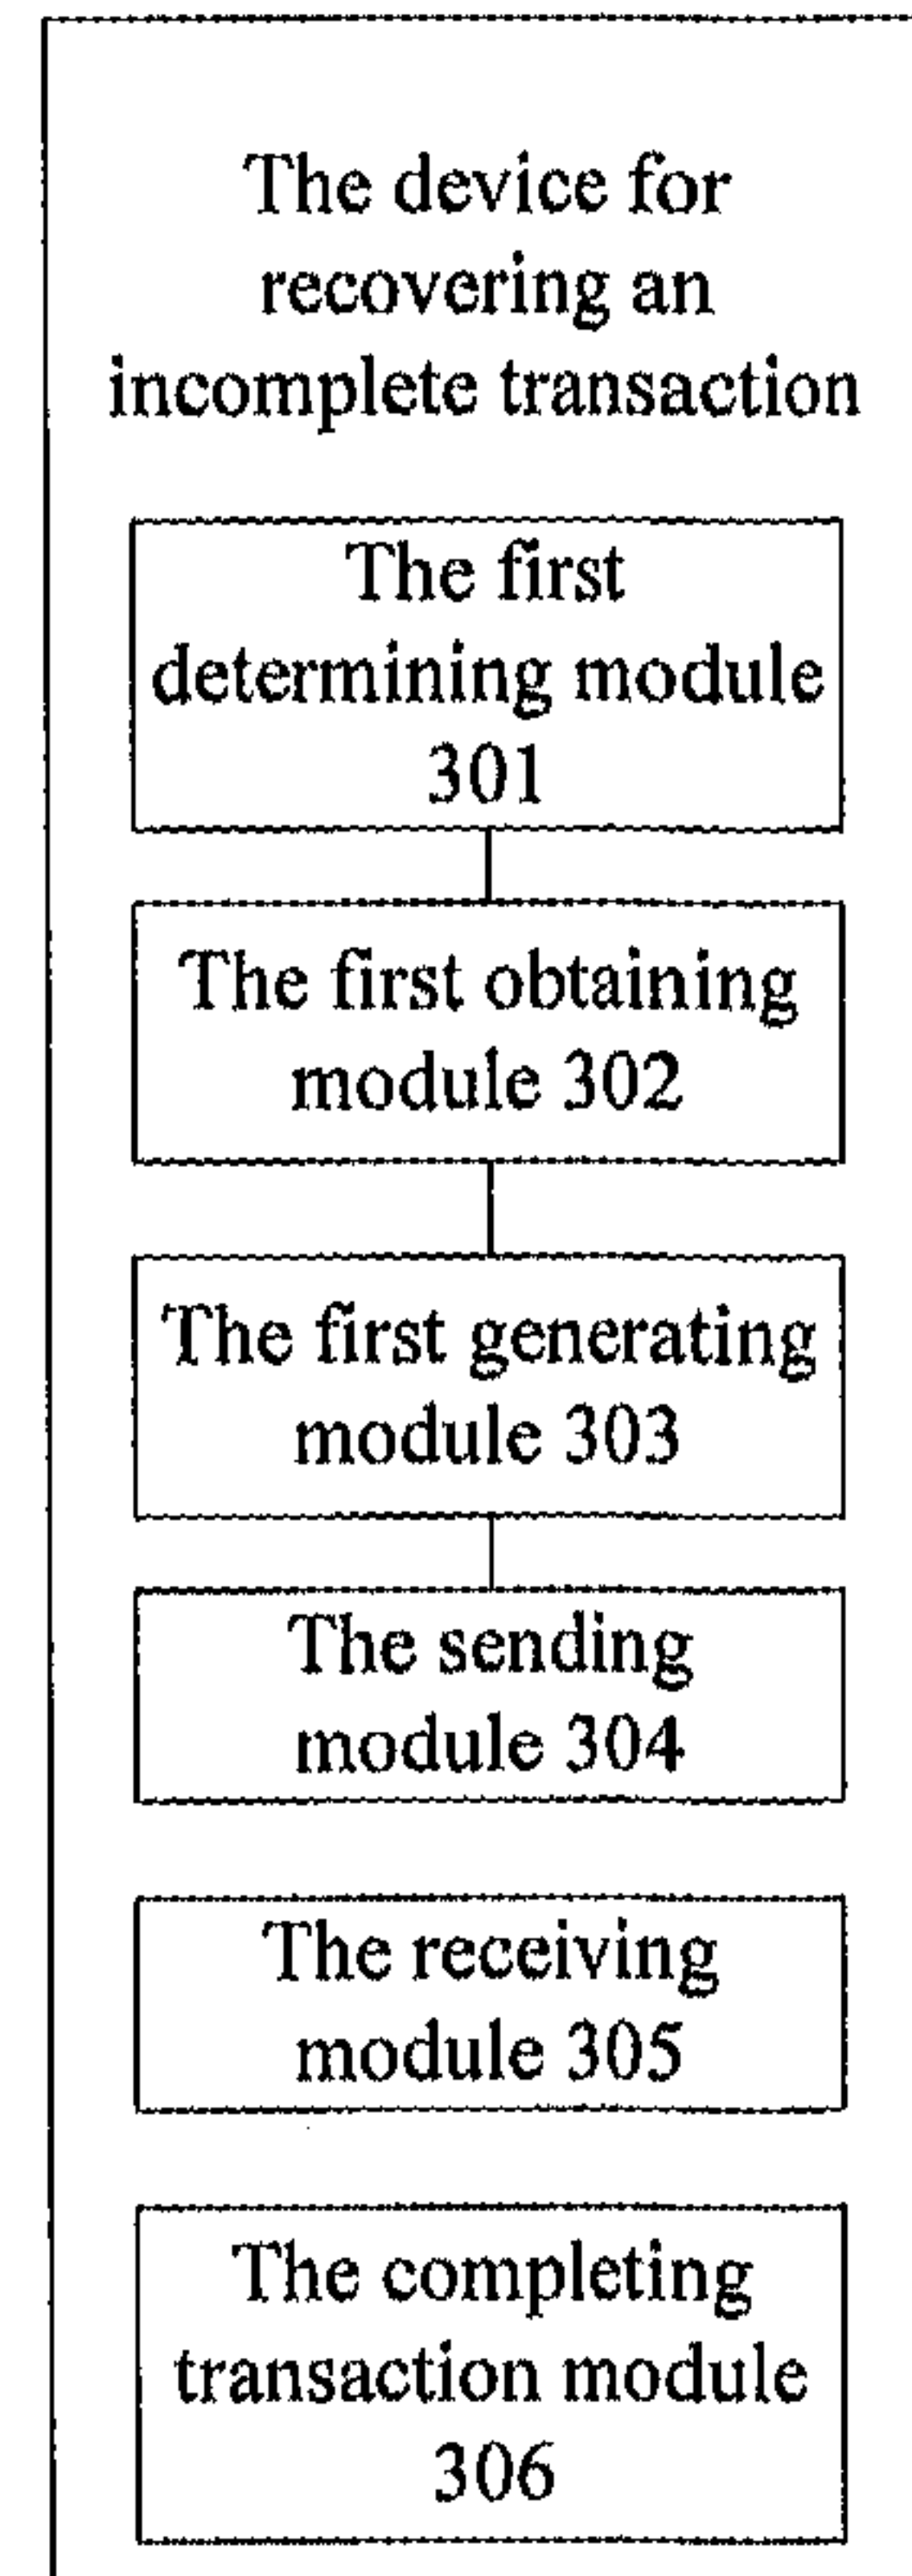 The device for
recovering an
incomplete transaction
The first
determining module
301
The first obtaining
module 302
The first generating
module 303
The sending
module 304
The receiving
module 305
The completing
transaction module
306